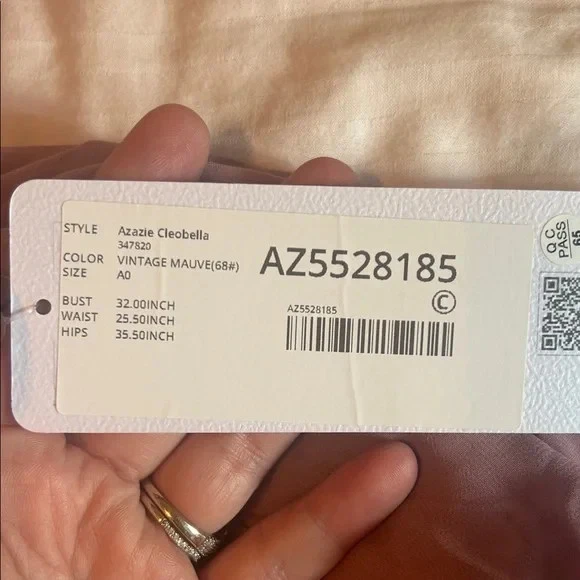 STYLE Azazie Cleobella
347820
COLOR VINTAGE MAUVE(68#)
SIZE A0
BUST 32.00INCH
WAIST 25.50INCH
HIPS 35.50INCH
AZ5528185
C
AZ5528185
Q C
PASS
65